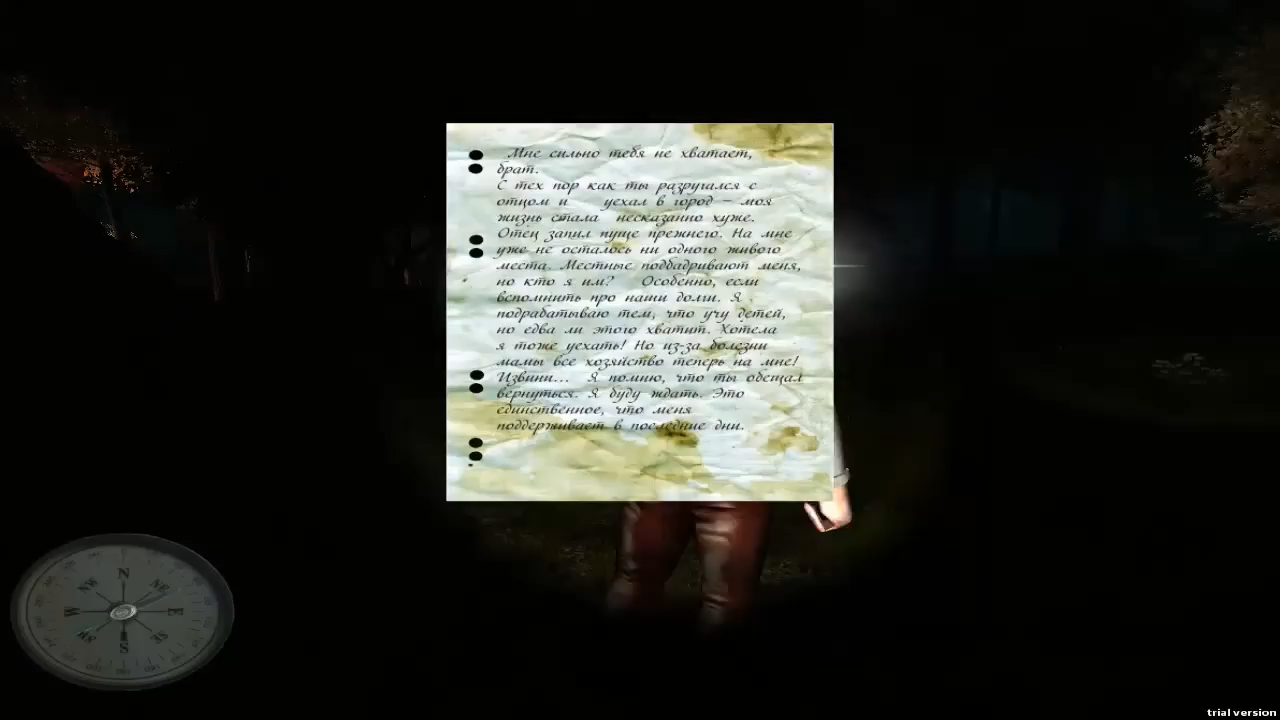 Мне сильно тебя не хватает,
брат.
С тех пор как ты разругался с
отцом и уехал в город – моя
жизнь стала несказанно хуже.
Отец запил пуще прежнего. На мне
уже не осталось ни одного живого
места. Местные подбадривают меня,
но кто я им? Особенно, если
вспомнить про наши долги. Я
подрабатываю тем, что учу детей,
но едва ли этого хватит. Хотела
я тоже уехать! Но из-за болезни
мамы все хозяйство теперь на мне!
Извини... Я помню, что ты обещал
вернуться. Я буду ждать. Это
единственное, что меня
поддерживает в последние дни.
N
NW
NE
W
E
SW
SE
S
trial version